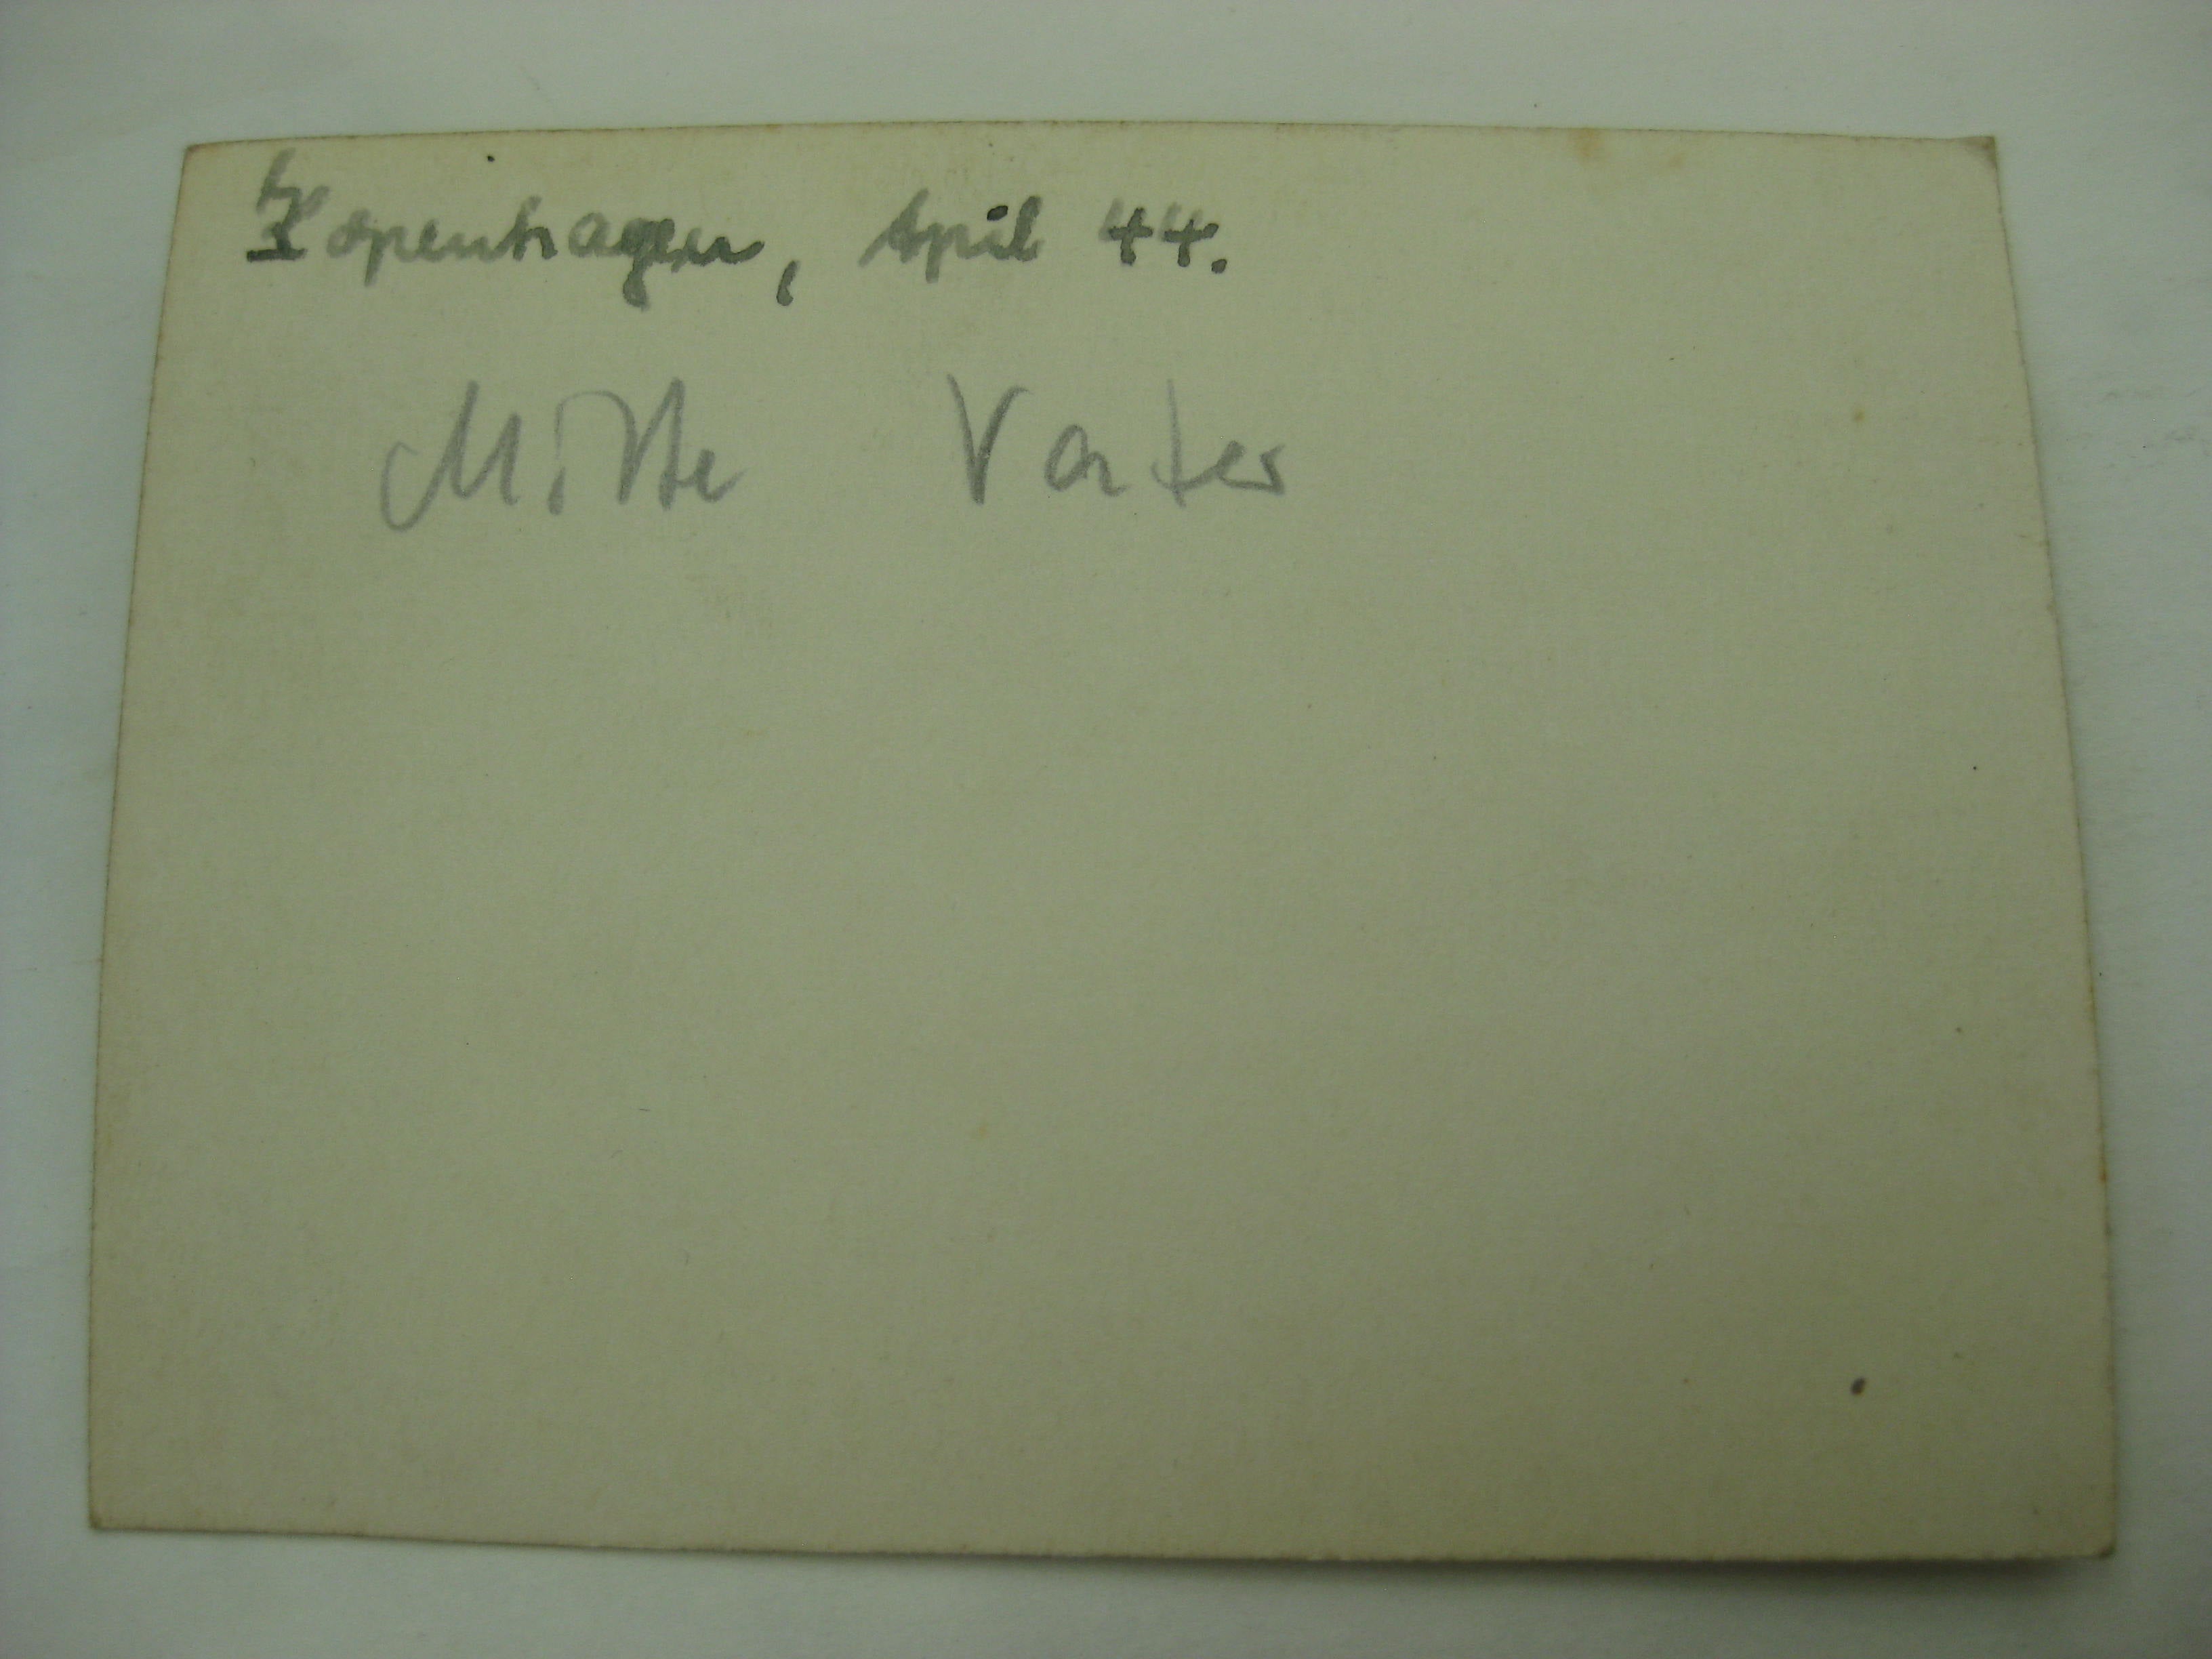 Kopenhagen, April 44.
Mitte Vater